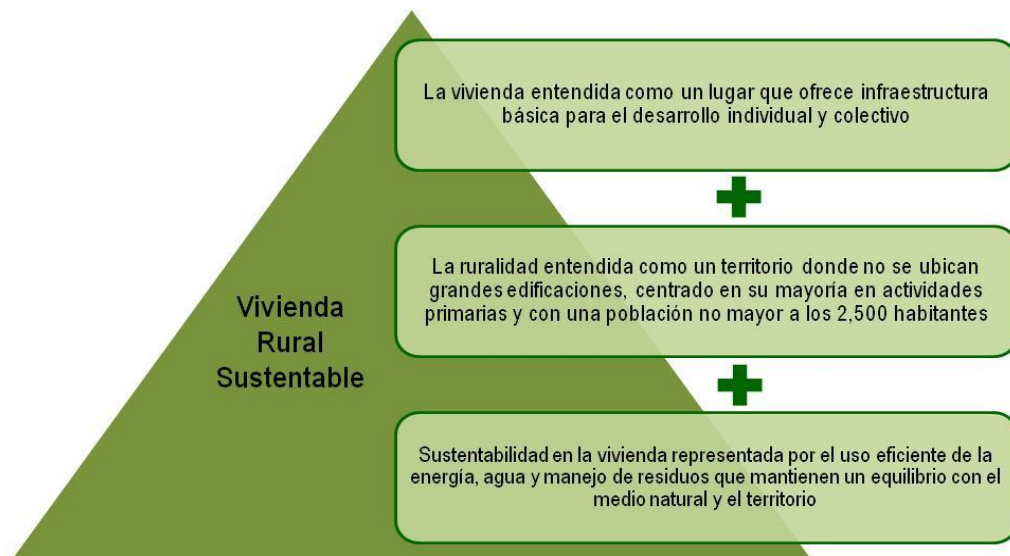 La vivienda entendida como un lugar que ofrece infraestructura
básica para el desarrollo individual y colectivo
La ruralidad entendida como un territorio donde no se ubican
grandes edificaciones, centrado en su mayoría en actividades
primarias y con una población no mayor a los 2,500 habitantes
Vivienda
Rural
Sustentable
Sustentabilidad en la vivienda representada por el uso eficiente de la
energía, agua y manejo de residuos que mantienen un equilibrio con el
medio natural y el territorio